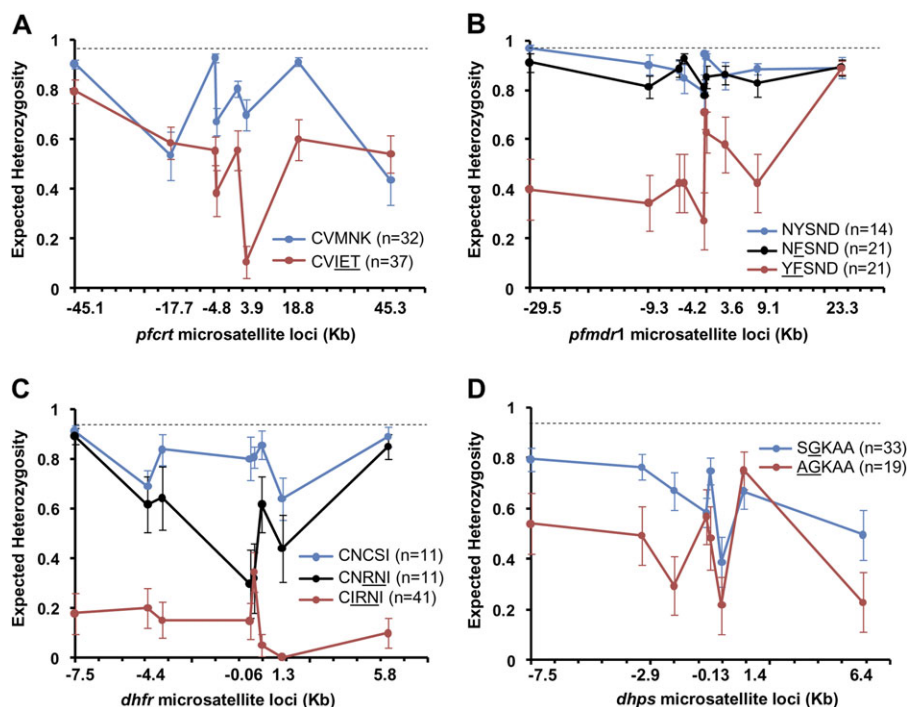 A
Expected Heterozygosity
1
0.8
0.6
0.4
0.2
0
CVMNK (n=32)
CVIET (n=37)
-45.1 -17.7 -4.8 3.9 18.8 45.3
pfcrt microsatellite loci (Kb)
B
Expected Heterozygosity
1
0.8
0.6
0.4
0.2
0
NYSND (n=14)
NFSND (n=21)
YFSND (n=21)
-29.5 -9.3 -4.2 3.6 9.1 23.3
pfmdr1 microsatellite loci (Kb)
C
Expected Heterozygosity
1
0.8
0.6
0.4
0.2
0
CNCSI (n=11)
CNRNI (n=11)
CIRNI (n=41)
-7.5 -4.4 -0.06 1.3 5.8
dhfr microsatellite loci (Kb)
D
Expected Heterozygosity
1
0.8
0.6
0.4
0.2
0
SGKAA (n=33)
AGKAA (n=19)
-7.5 -2.9 -0.13 1.4 6.4
dhps microsatellite loci (Kb)